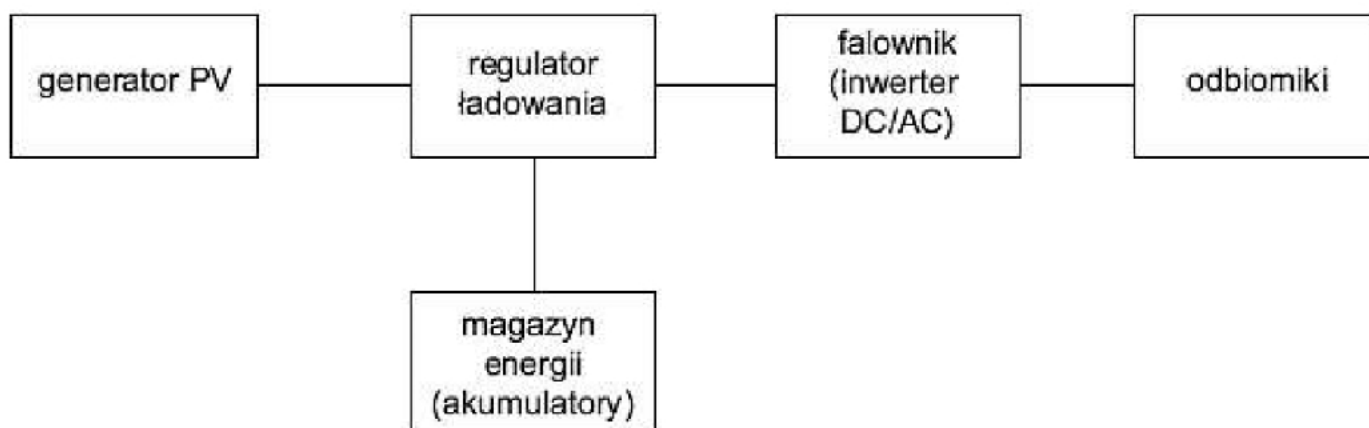 generator PV
regulator
ładowania
falownik
(inwerter
DC/AC)
odbiorniki
magazyn
energii
(akumulatory)